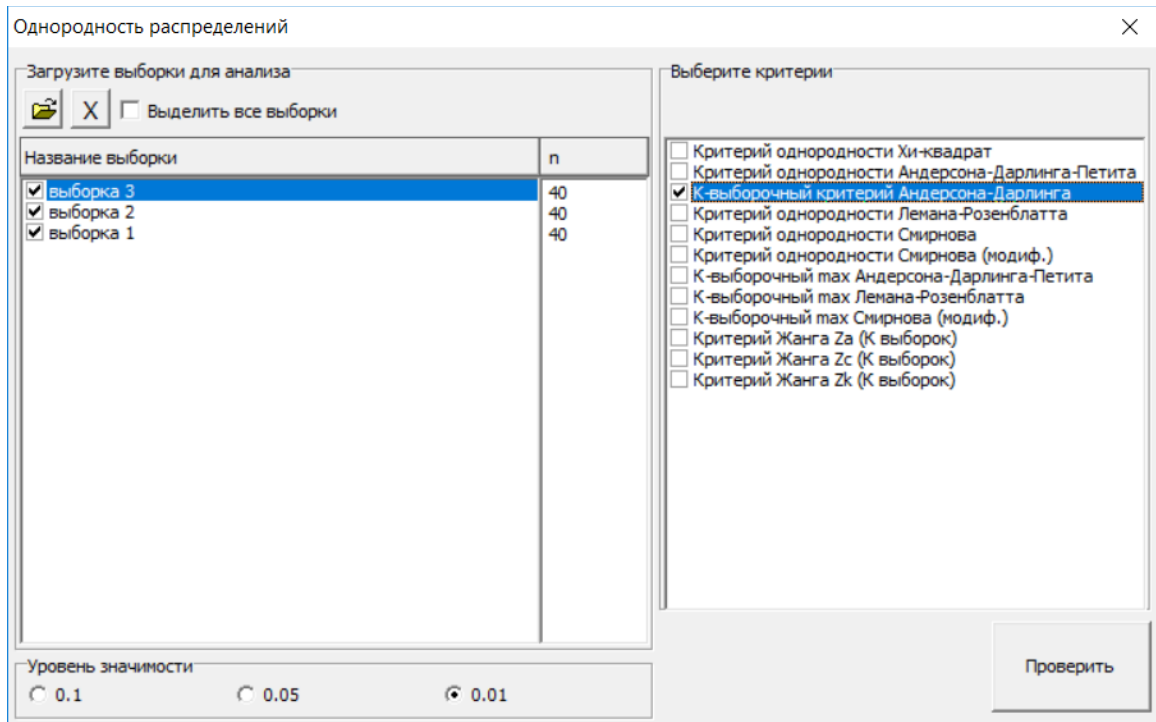 Однородность распределений
Загрузите выборки для анализа
X Выделить все выборки
Название выборки n
выборка 3 40
выборка 2 40
выборка 1 40
Уровень значимости
0.1 0.05 0.01
Выберите критерии
Критерий однородности Хи-квадрат
Критерий однородности Андерсона-Дарлинга-Петита
К-выборочный критерий Андерсона-Дарлинга
Критерий однородности Лемана-Розенблатта
Критерий однородности Смирнова
Критерий однородности Смирнова (модиф.)
К-выборочный max Андерсона-Дарлинга-Петита
К-выборочный max Лемана-Розенблатта
К-выборочный max Смирнова (модиф.)
Критерий Жанга Za (К выборок)
Критерий Жанга Zc (К выборок)
Критерий Жанга Zk (К выборок)
Проверить